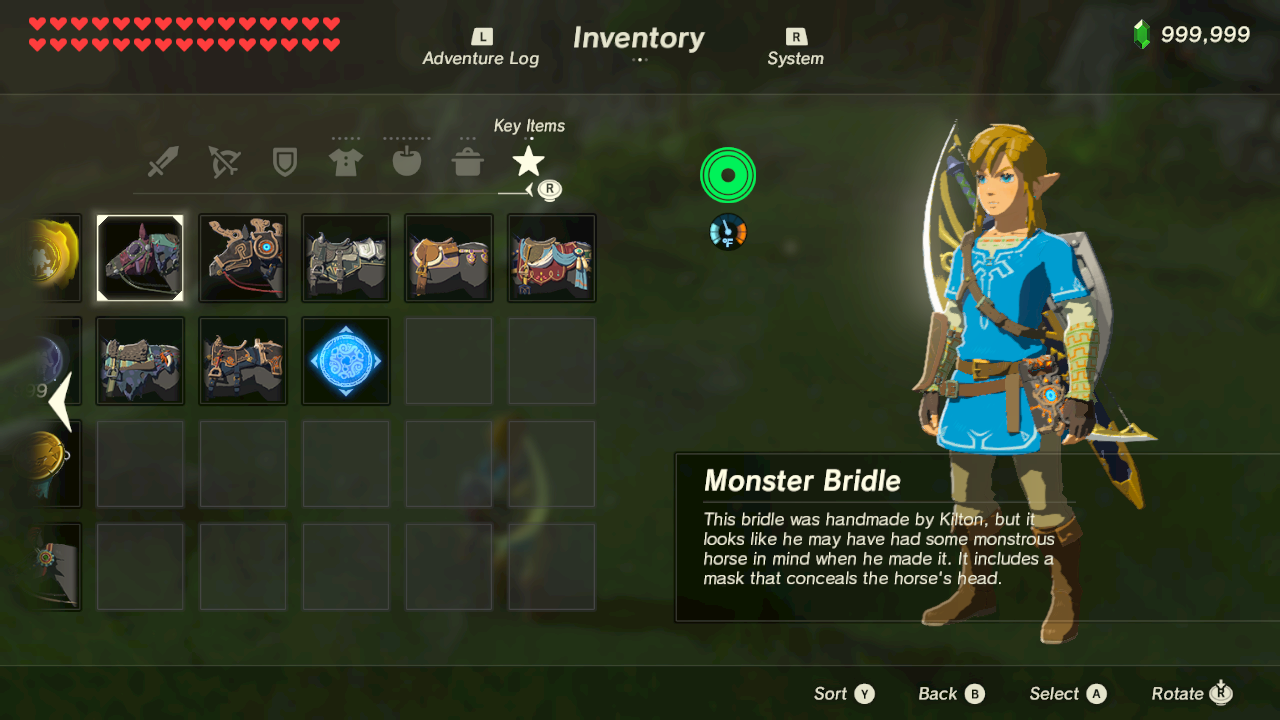 L
Adventure Log
Inventory
R
System
999,999
Key Items
R
°F
99
Monster Bridle
This bridle was handmade by Kilton, but it
looks like he may have had some monstrous
horse in mind when he made it. It includes a
mask that conceals the horse's head.
Sort Y
Back B
Select A
Rotate R